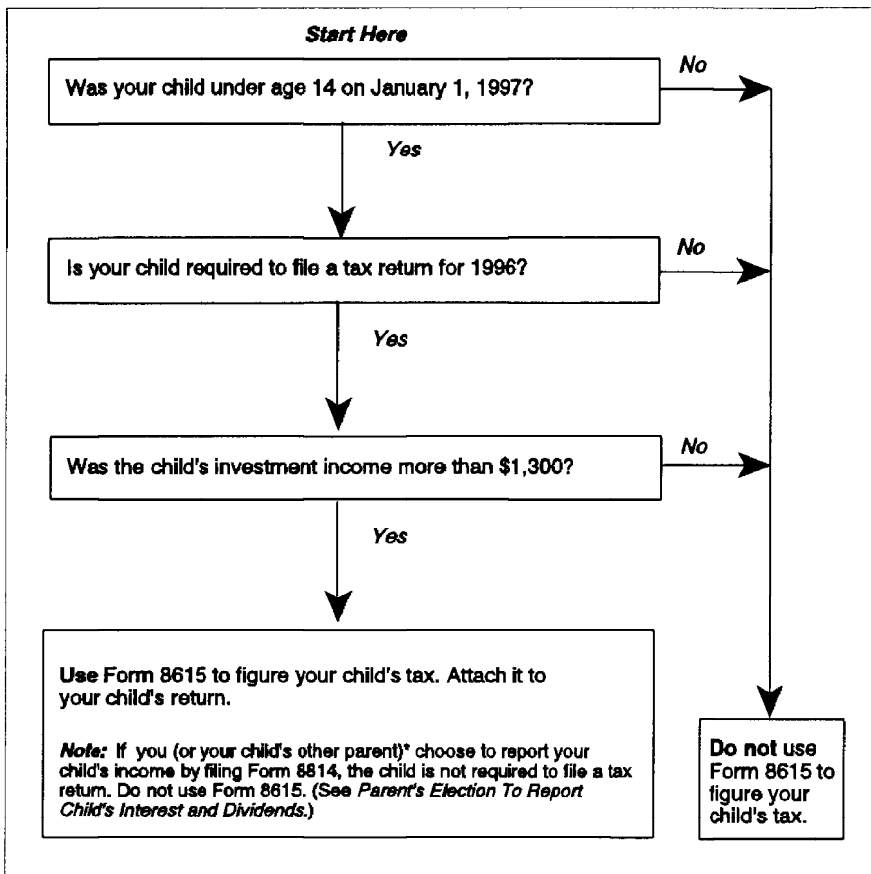 Start Here
Was your child under age 14 on January 1, 1997?
No
Yes
Is your child required to file a tax return for 1996?
No
Yes
Was the child's investment income more than $1,300?
No
Yes
Use Form 8615 to figure your child's tax. Attach it to
your child's return.
Note: If you (or your child's other parent)* choose to report your
child's income by filing Form 8814, the child is not required to file a tax
return. Do not use Form 8615. (See Parent's Election To Report
Child's Interest and Dividends.)
Do not use
Form 8615 to
figure your
child's tax.